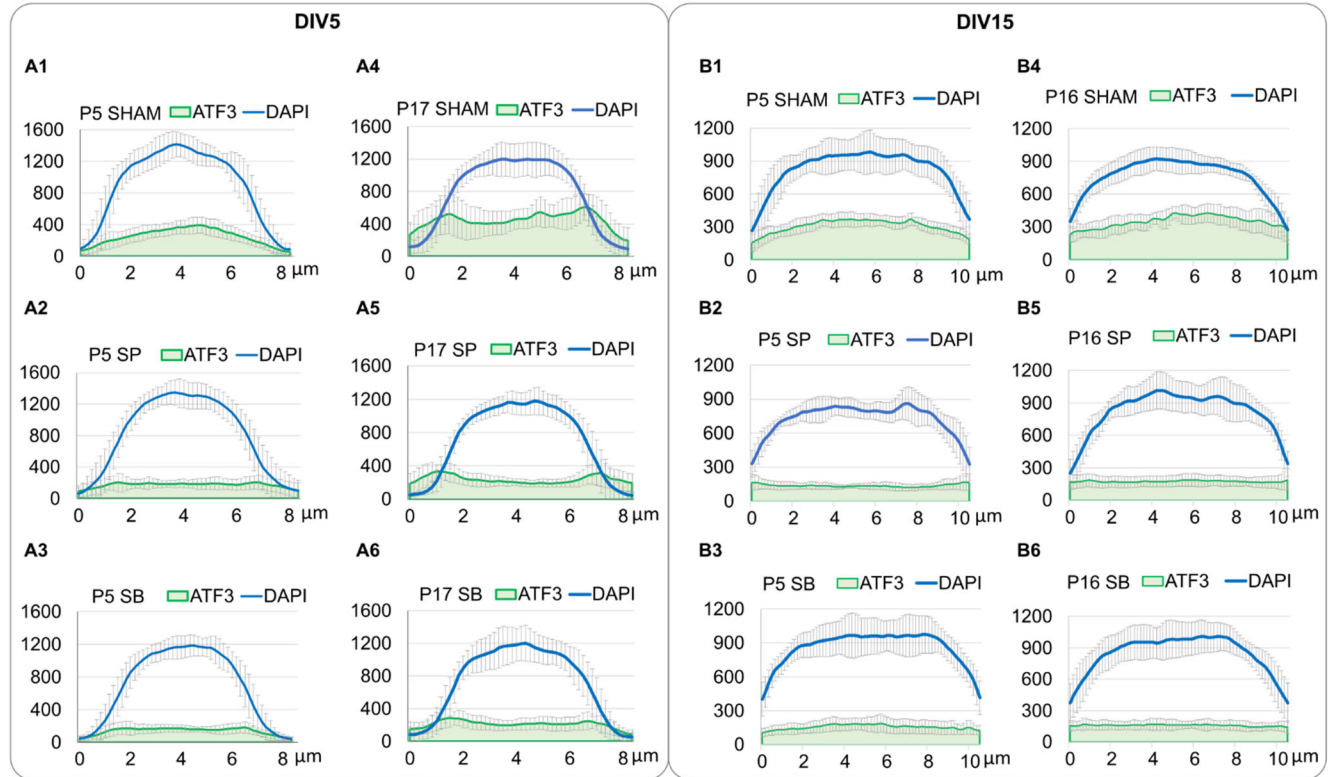 DIV5
A1
P5 SHAM ATF3 DAPI
1600
1200
800
400
0
0 2 4 6 8 µm
A4
P17 SHAM ATF3 DAPI
1600
1200
800
400
0
0 2 4 6 8 µm
A2
P5 SP ATF3 DAPI
1600
1200
800
400
0
0 2 4 6 8 µm
A5
P17 SP ATF3 DAPI
1600
1200
800
400
0
0 2 4 6 8 µm
A3
P5 SB ATF3 DAPI
1600
1200
800
400
0
0 2 4 6 8 µm
A6
P17 SB ATF3 DAPI
1600
1200
800
400
0
0 2 4 6 8 µm
DIV15
B1
P5 SHAM ATF3 DAPI
1200
900
600
300
0
0 2 4 6 8 10 µm
B4
P16 SHAM ATF3 DAPI
1200
900
600
300
0
0 2 4 6 8 10 µm
B2
P5 SP ATF3 DAPI
1200
900
600
300
0
0 2 4 6 8 10 µm
B5
P16 SP ATF3 DAPI
1200
900
600
300
0
0 2 4 6 8 10 µm
B3
P5 SB ATF3 DAPI
1200
900
600
300
0
0 2 4 6 8 10 µm
B6
P16 SB ATF3 DAPI
1200
900
600
300
0
0 2 4 6 8 10 µm